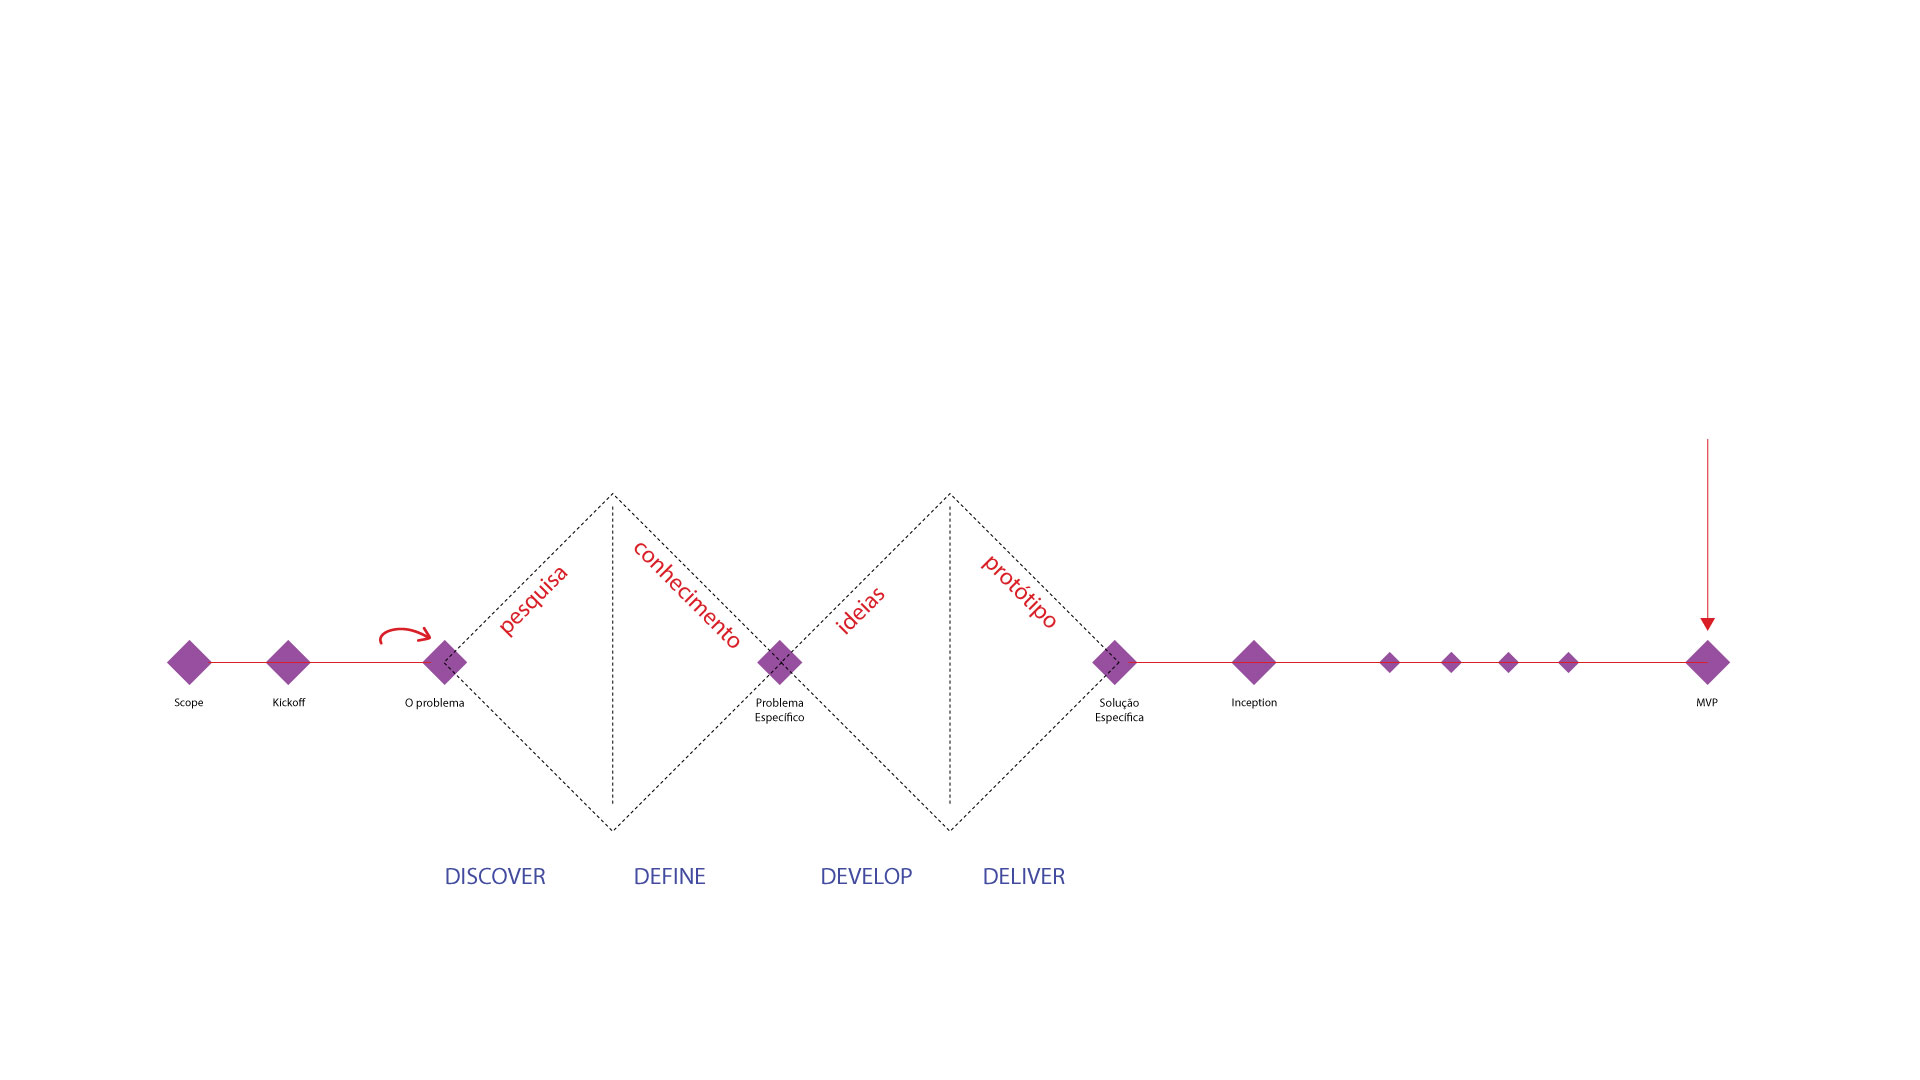 pesquisa
conhecimento
ideias
protótipo
Scope
Kickoff
O problema
Problema
Específico
Solução
Específica
Inception
MVP
DISCOVER
DEFINE
DEVELOP
DELIVER